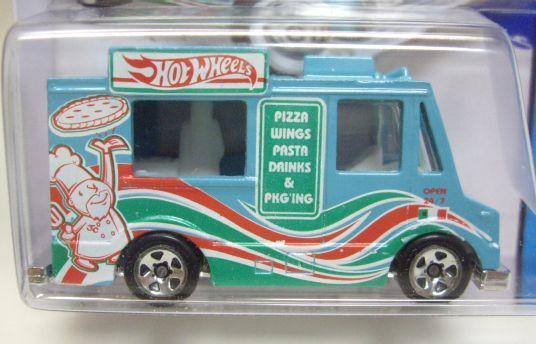 HOT WHEELS
PIZZA
WINGS
PASTA
DRINKS
&
PKG'ING
OPEN
24/7